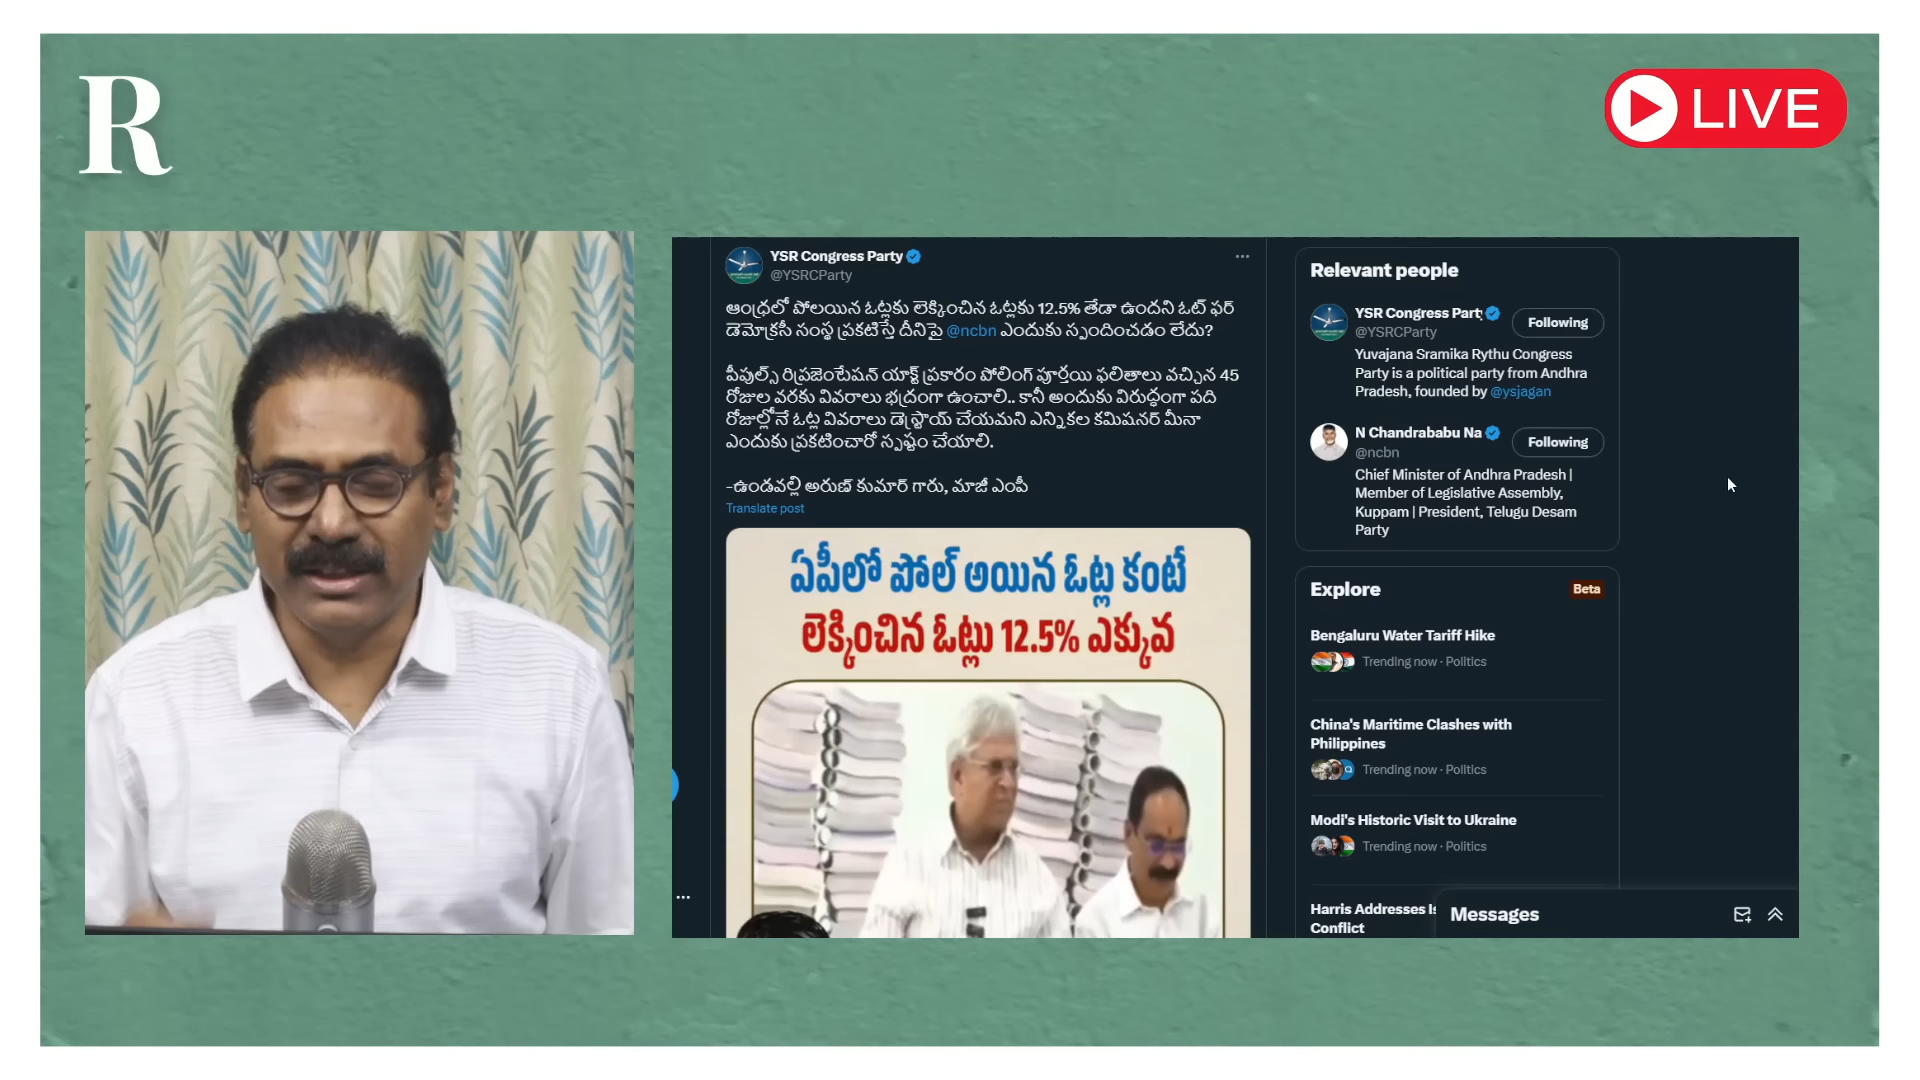 R
LIVE
YSR Congress Party
@YSRCParty
ఆంధ్రలో పోలయిన ఓట్లకు లెక్కించిన ఓట్లకు 12.5% తేడా ఉందని ఓట్ ఫర్
డెమోక్రసీ సంస్థ ప్రకటిస్తే దీనిపై @ncbn ఎందుకు స్పందించడం లేదు?
పీపుల్స్ రిప్రజెంటేషన్ యాక్ట్ ప్రకారం పోలింగ్ పూర్తయి ఫలితాలు వచ్చిన 45
రోజుల వరకు వివరాలు భద్రంగా ఉంచాలి.. కానీ అందుకు విరుద్ధంగా పది
రోజుల్లోనే ఓట్ల వివరాలు డెస్ట్రాయ్ చేయమని ఎన్నికల కమిషనర్ మీనా
ఎందుకు ప్రకటించారో స్పష్టం చేయాలి.
-ఉండవల్లి అరుణ్ కుమార్ గారు, మాజీ ఎంపీ
Translate post
ఏపీలో పోల్ అయిన ఓట్ల కంటే
లెక్కించిన ఓట్లు 12.5% ఎక్కువ
Relevant people
YSR Congress Part
@YSRCParty
Following
Yuvajana Sramika Rythu Congress
Party is a political party from Andhra
Pradesh, founded by @ysjagan
N Chandrababu Na
@ncbn
Following
Chief Minister of Andhra Pradesh |
Member of Legislative Assembly,
Kuppam | President, Telugu Desam
Party
Explore
Beta
Bengaluru Water Tariff Hike
Trending now · Politics
China's Maritime Clashes with
Philippines
Trending now · Politics
Modi's Historic Visit to Ukraine
Trending now · Politics
Harris Addresses Is
Conflict
Messages